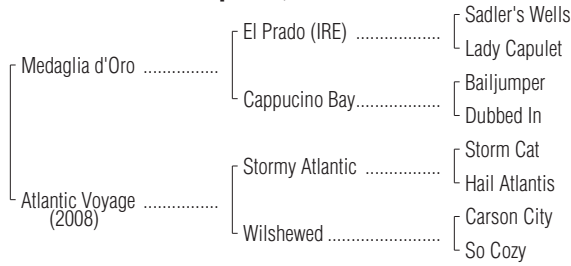 Sadler's Wells
El Prado (IRE) ..................
Lady Capulet
Medaglia d'Oro ................
Bailjumper
Cappucino Bay...................
Dubbed In
Storm Cat
Stormy Atlantic ................
Hail Atlantis
Atlantic Voyage ................
(2008)
Carson City
Wilshewed .........................
So Cozy